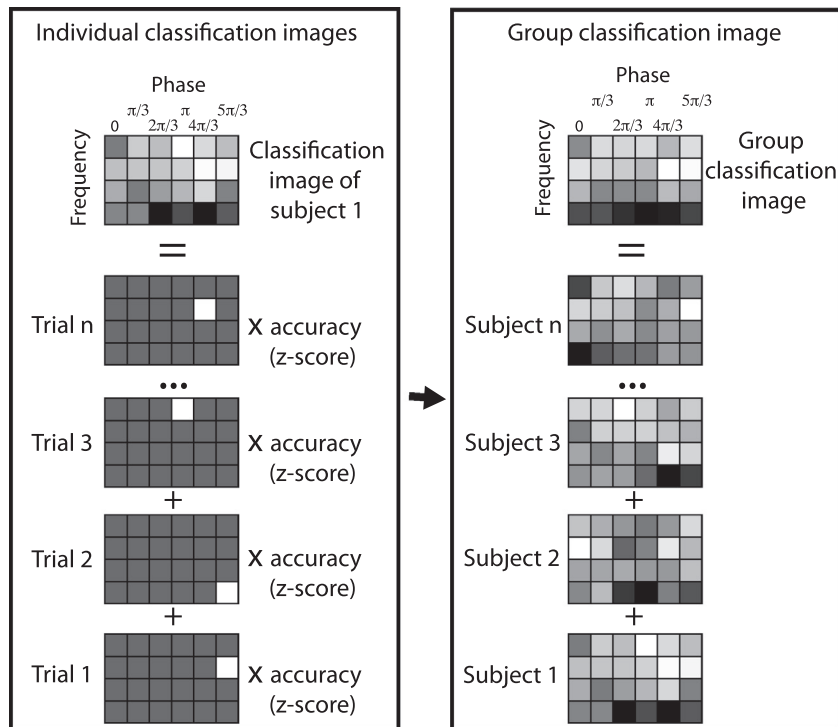 Individual classification images
Phase
π/3 π 5π/3
0 2π/3 4π/3
Frequency
Classification
image of
subject 1
=
Trial n
X accuracy
(z-score)
...
Trial 3
X accuracy
(z-score)
+
Trial 2
X accuracy
(z-score)
+
Trial 1
X accuracy
(z-score)
Group classification image
Phase
π/3 π 5π/3
0 2π/3 4π/3
Frequency
Group
classification
image
=
Subject n
...
Subject 3
+
Subject 2
+
Subject 1